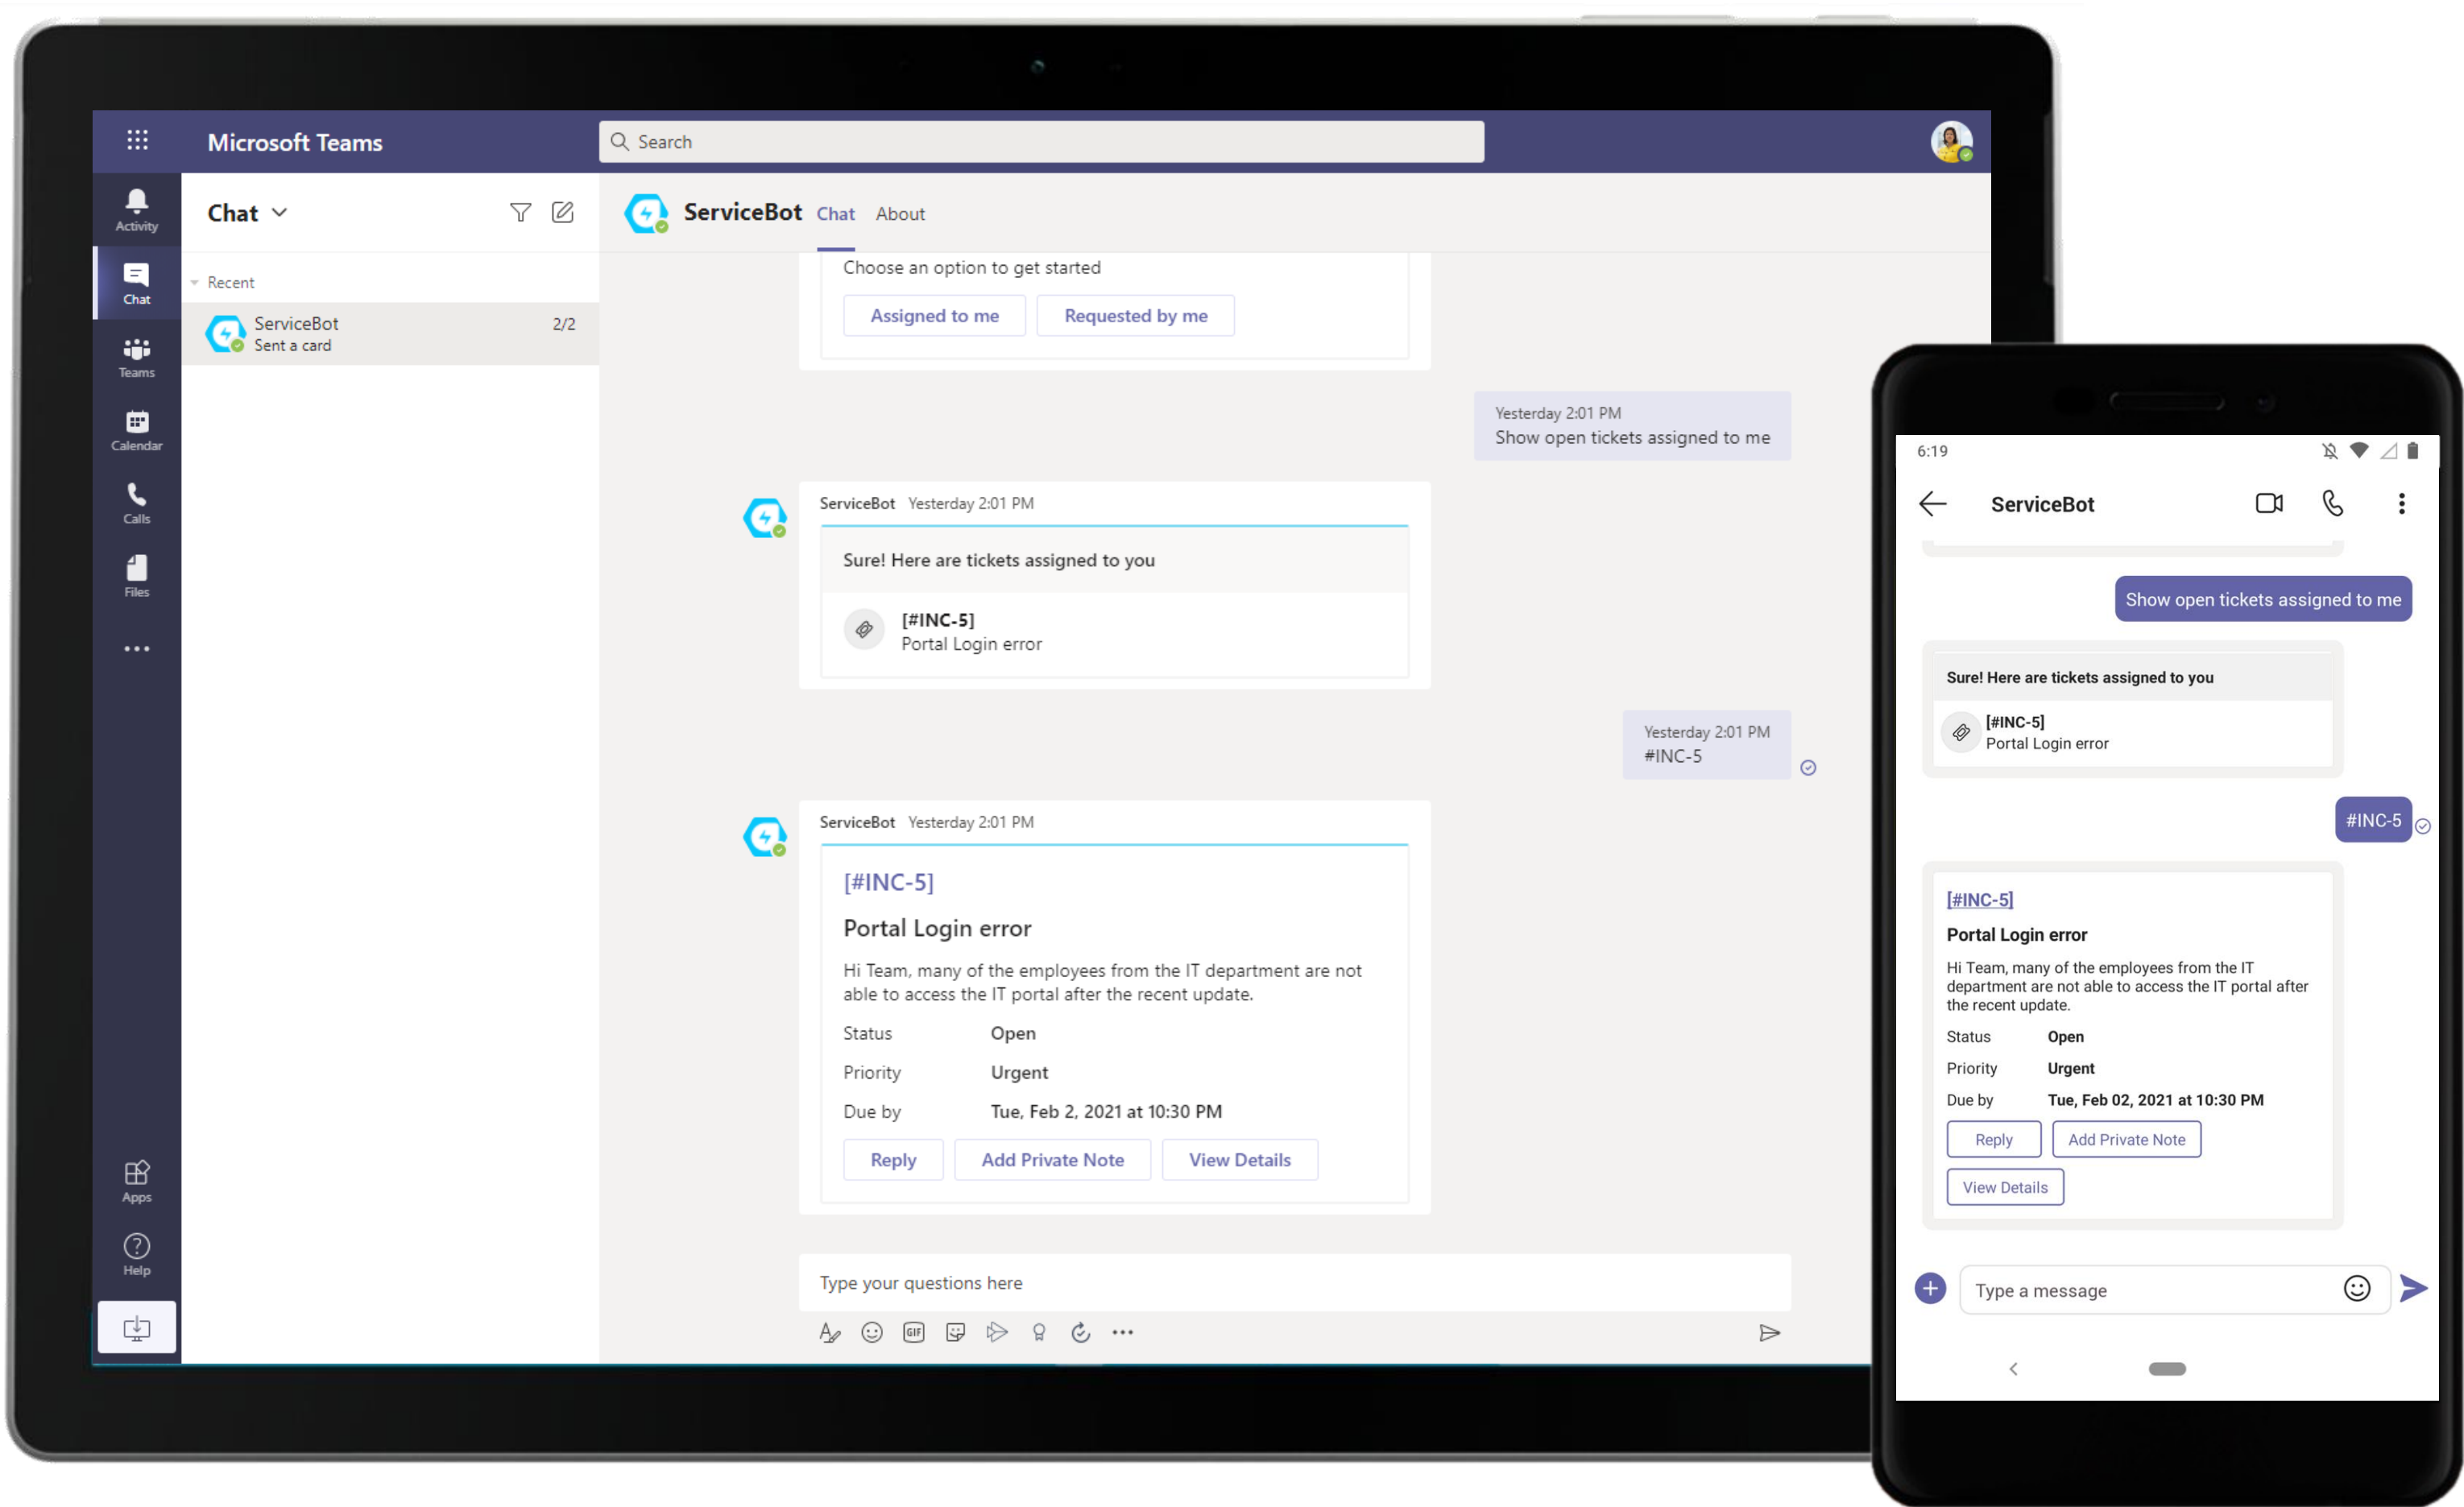 Microsoft Teams
Search
Activity
Chat
Teams
Calendar
Calls
Files
Apps
Help
Chat
Recent
ServiceBot
2/2
Sent a card
ServiceBot
Chat
About
Choose an option to get started
Assigned to me
Requested by me
Yesterday 2:01 PM
Show open tickets assigned to me
ServiceBot Yesterday 2:01 PM
Sure! Here are tickets assigned to you
[#INC-5]
Portal Login error
Yesterday 2:01 PM
#INC-5
ServiceBot Yesterday 2:01 PM
[#INC-5]
Portal Login error
Hi Team, many of the employees from the IT department are not
able to access the IT portal after the recent update.
Status Open
Priority Urgent
Due by Tue, Feb 2, 2021 at 10:30 PM
Reply
Add Private Note
View Details
Type your questions here
GIF
6:19
ServiceBot
Show open tickets assigned to me
Sure! Here are tickets assigned to you
[#INC-5]
Portal Login error
#INC-5
[#INC-5]
Portal Login error
Hi Team, many of the employees from the IT
department are not able to access the IT portal after
the recent update.
Status Open
Priority Urgent
Due by Tue, Feb 02, 2021 at 10:30 PM
Reply
Add Private Note
View Details
Type a message